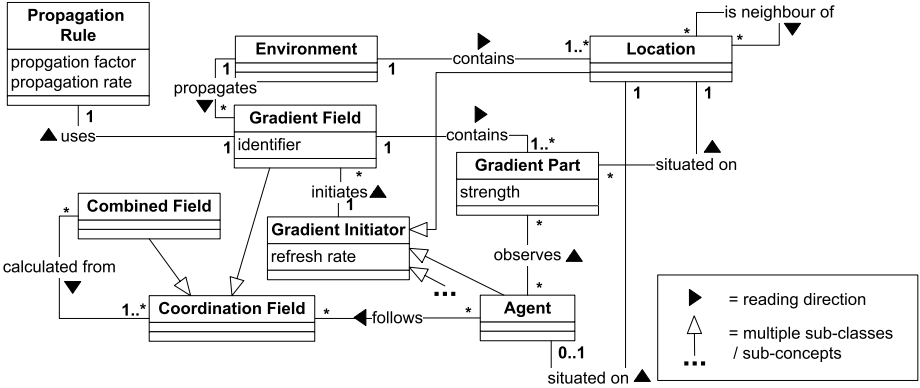 Propagation
Rule
propgation factor
propagation rate
1
uses
1
Environment
1
1
contains
1..*
Location
is neighbour of
*
*
propagates
*
Gradient Field
identifier
1
contains
1..*
1
1
situated on
*
Gradient Part
strength
*
initiates
1
Gradient Initiator
refresh rate
*
observes
*
...
Combined Field
*
calculated from
1..*
Coordination Field
*
follows
*
Agent
0..1
situated on
= reading direction
= multiple sub-classes
/ sub-concepts
...